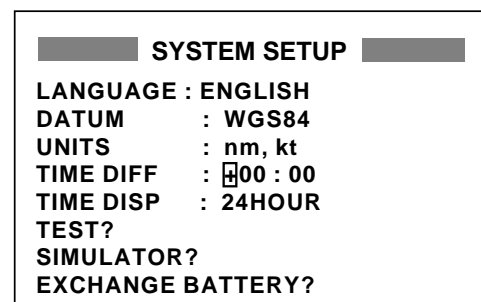 SYSTEM SETUP
LANGUAGE : ENGLISH
DATUM : WGS84
UNITS : nm, kt
TIME DIFF : +00 : 00
TIME DISP : 24HOUR
TEST?
SIMULATOR?
EXCHANGE BATTERY?